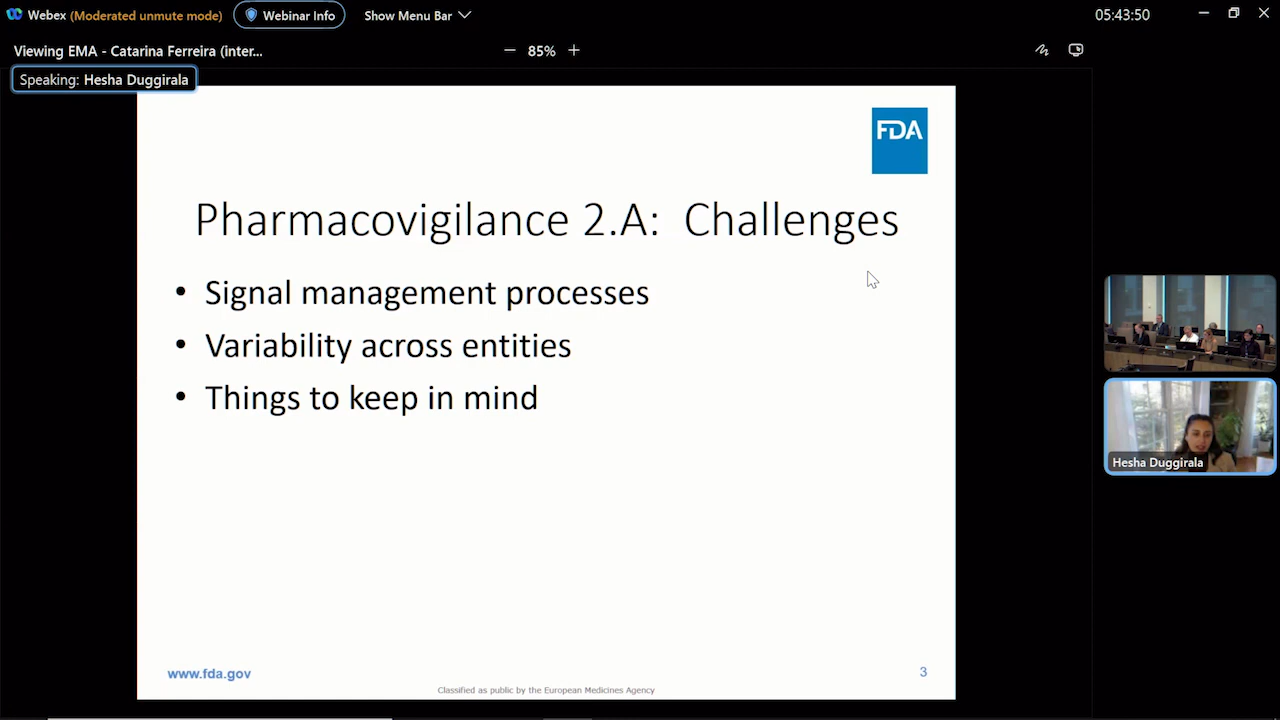 Webex (Moderated unmute mode) Webinar Info Show Menu Bar 05:43:50
Viewing EMA - Catarina Ferreira (inter... 85%
Speaking: Hesha Duggirala
FDA
Pharmacovigilance 2.A: Challenges
• Signal management processes
• Variability across entities
• Things to keep in mind
Hesha Duggirala
www.fda.gov 3
Classified as public by the European Medicines Agency